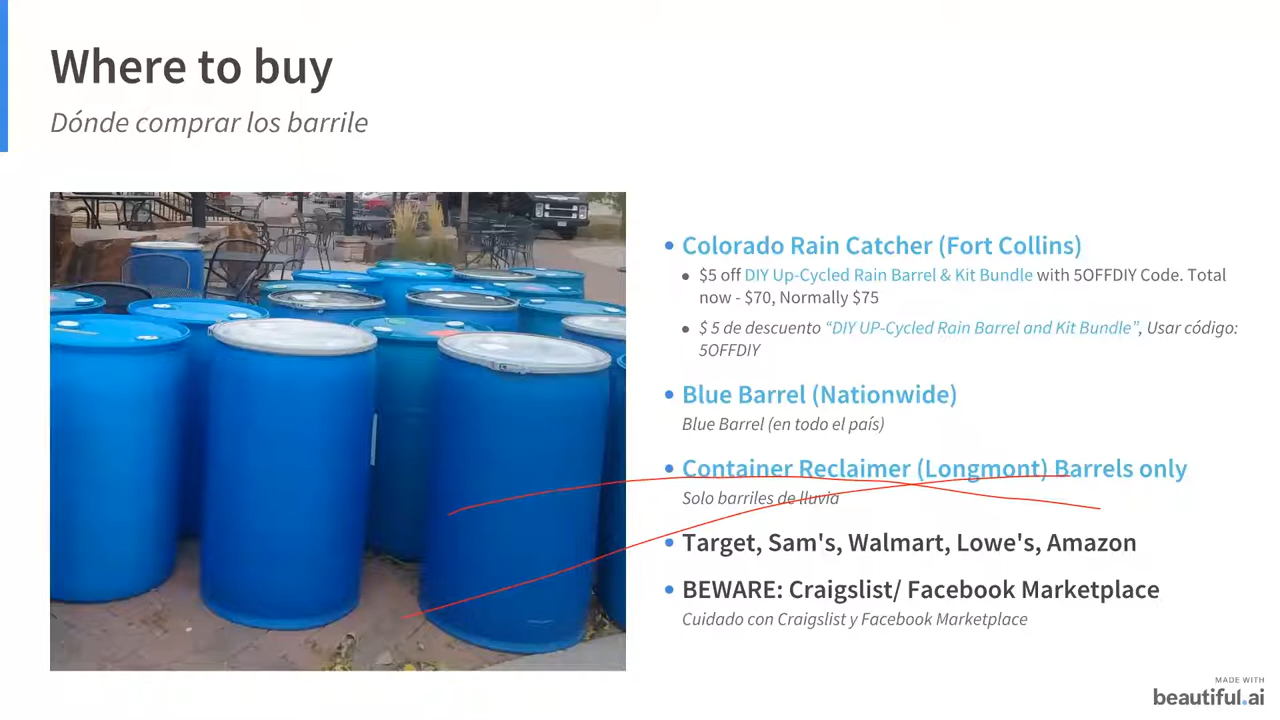 Where to buy
Dónde comprar los barrile
• Colorado Rain Catcher (Fort Collins)
• $5 off DIY Up-Cycled Rain Barrel & Kit Bundle with 5OFFDIY Code. Total
now - $70, Normally $75
• $ 5 de descuento “DIY UP-Cycled Rain Barrel and Kit Bundle”, Usar código:
5OFFDIY
• Blue Barrel (Nationwide)
Blue Barrel (en todo el país)
• Container Reclaimer (Longmont) Barrels only
Solo barriles de lluvia
• Target, Sam's, Walmart, Lowe's, Amazon
• BEWARE: Craigslist/ Facebook Marketplace
Cuidado con Craigslist y Facebook Marketplace
MADE WITH
beautiful.ai